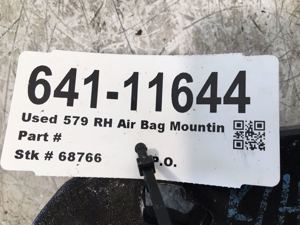 641-11644
Used 579 RH Air Bag Mountin
Part #
Stk # 68766 P.O.